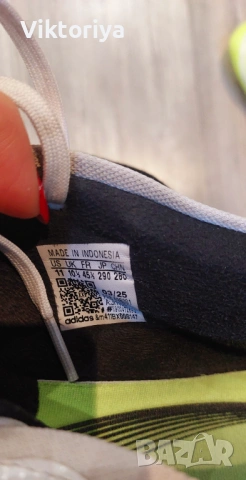 Viktoriya
MADE IN INDONESIA
US UK FR JP CHN
11 10½ 45⅓ 290 280
03/25
adidas
BAZAR